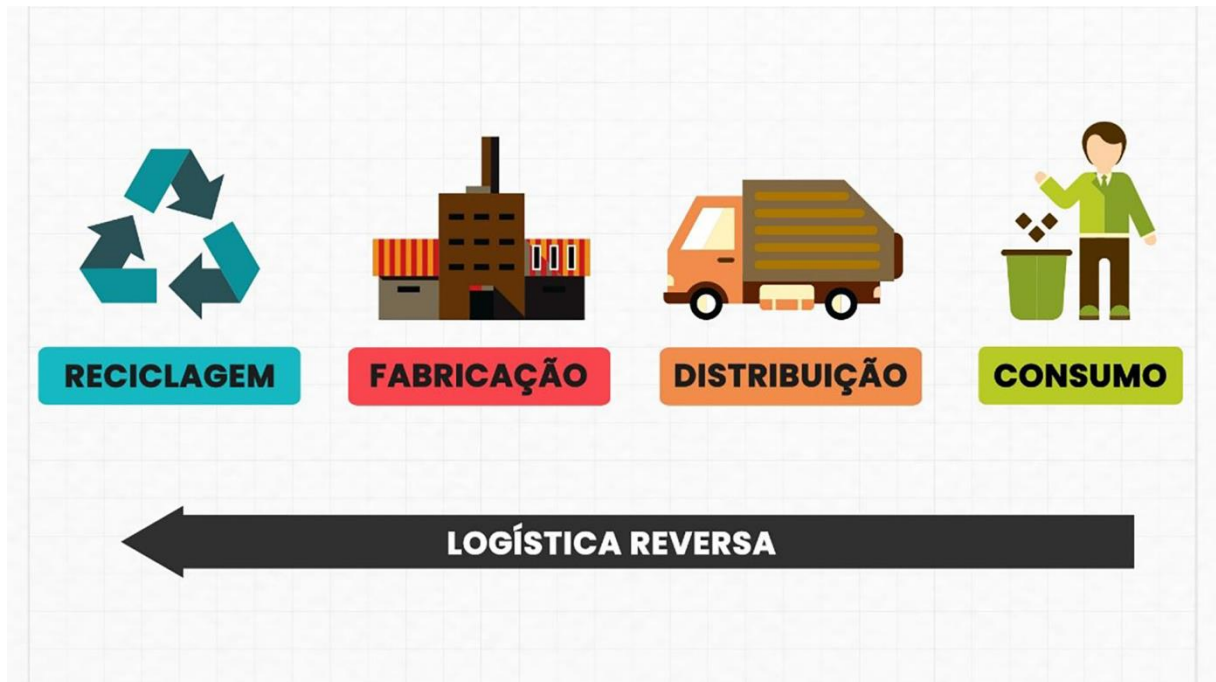 RECICLAGEM
FABRICAÇÃO
DISTRIBUIÇÃO
CONSUMO
LOGÍSTICA REVERSA